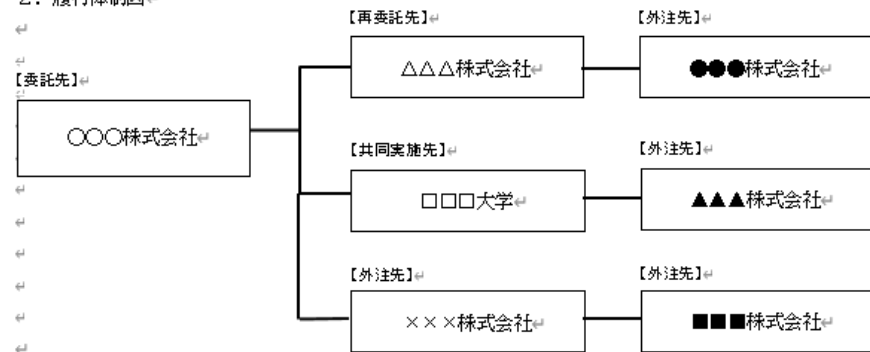 ２．履行体制図
【再委託先】
【外注先】
△△△株式会社
●●●株式会社
【委託先】
○○○株式会社
【共同実施先】
【外注先】
□□□大学
▲▲▲株式会社
【外注先】
【外注先】
×××株式会社
■■■株式会社